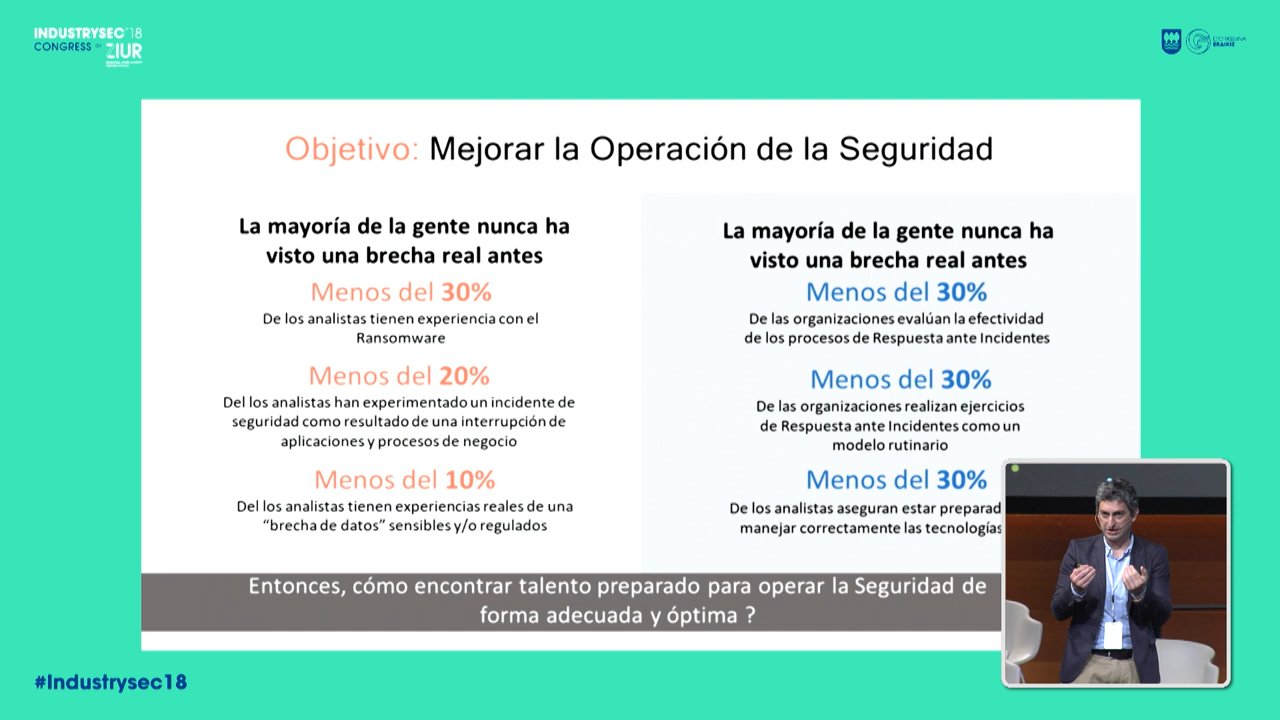 INDUSTRYSEC'18
CONGRESS BY ZIUR
Objetivo: Mejorar la Operación de la Seguridad
La mayoría de la gente nunca ha
visto una brecha real antes
Menos del 30%
De los analistas tienen experiencia con el
Ransomware
Menos del 20%
Del los analistas han experimentado un incidente de
seguridad como resultado de una interrupción de
aplicaciones y procesos de negocio
Menos del 10%
Del los analistas tienen experiencias reales de una
“brecha de datos” sensibles y/o regulados
La mayoría de la gente nunca ha
visto una brecha real antes
Menos del 30%
De las organizaciones evalúan la efectividad
de los procesos de Respuesta ante Incidentes
Menos del 30%
De las organizaciones realizan ejercicios
de Respuesta ante Incidentes como un
modelo rutinario
Menos del 30%
De los analistas aseguran estar preparad
manejar correctamente las tecnologías
Entonces, cómo encontrar talento preparado para operar la Seguridad de
forma adecuada y óptima ?
#Industrysec18